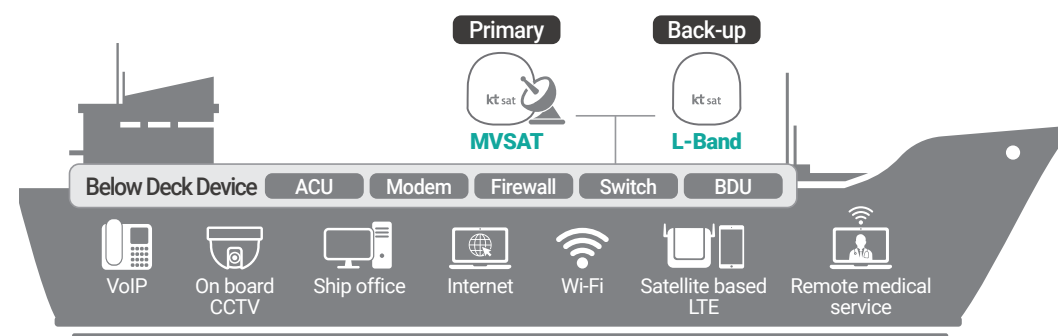 Primary
Back-up
kt sat
kt sat
MVSAT
L-Band
Below Deck Device
ACU
Modem
Firewall
Switch
BDU
VoIP
On board
CCTV
Ship office
Internet
Wi-Fi
Satellite based
LTE
Remote medical
service